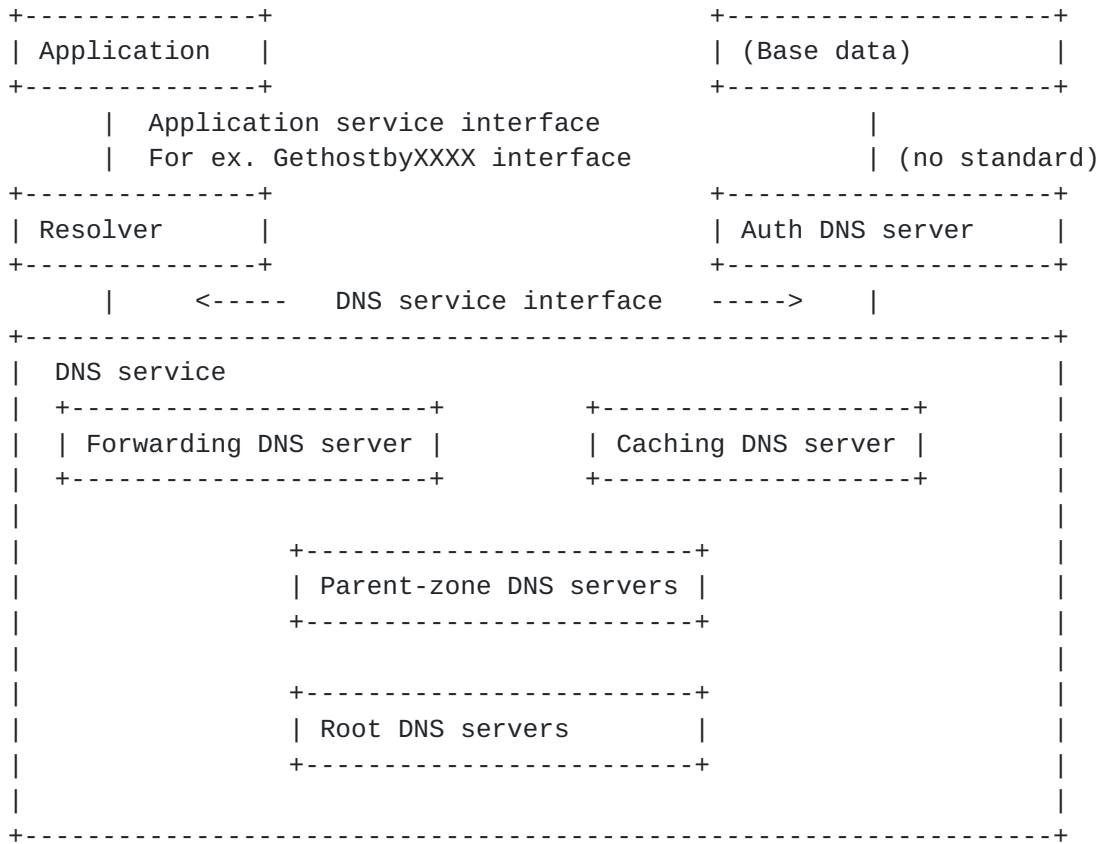 Application (Base data)
Application service interface
For ex. GethostbyXXXX interface (no standard)
Resolver Auth DNS server
<----- DNS service interface ----->
DNS service
Forwarding DNS server Caching DNS server
Parent-zone DNS servers
Root DNS servers